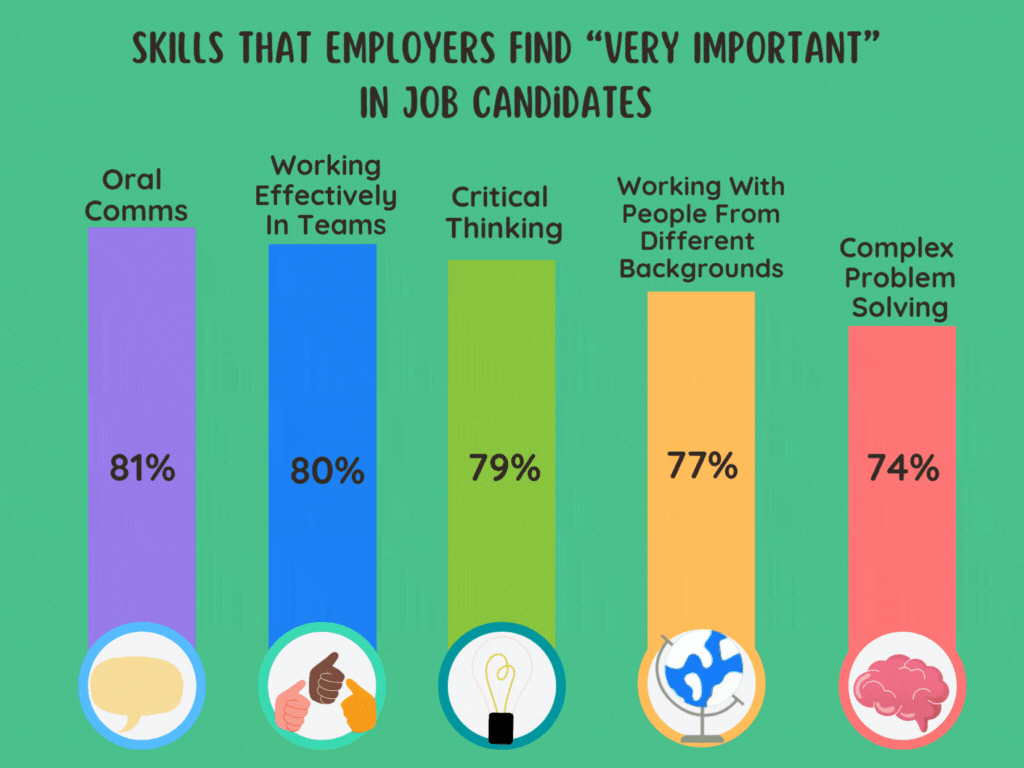 SKILLS THAT EMPLOYERS FIND “VERY IMPORTANT”
IN JOB CANDIDATES
Oral
Comms
Working
Effectively
In Teams
Critical
Thinking
Working With
People From
Different
Backgrounds
Complex
Problem
Solving
81%
80%
79%
77%
74%